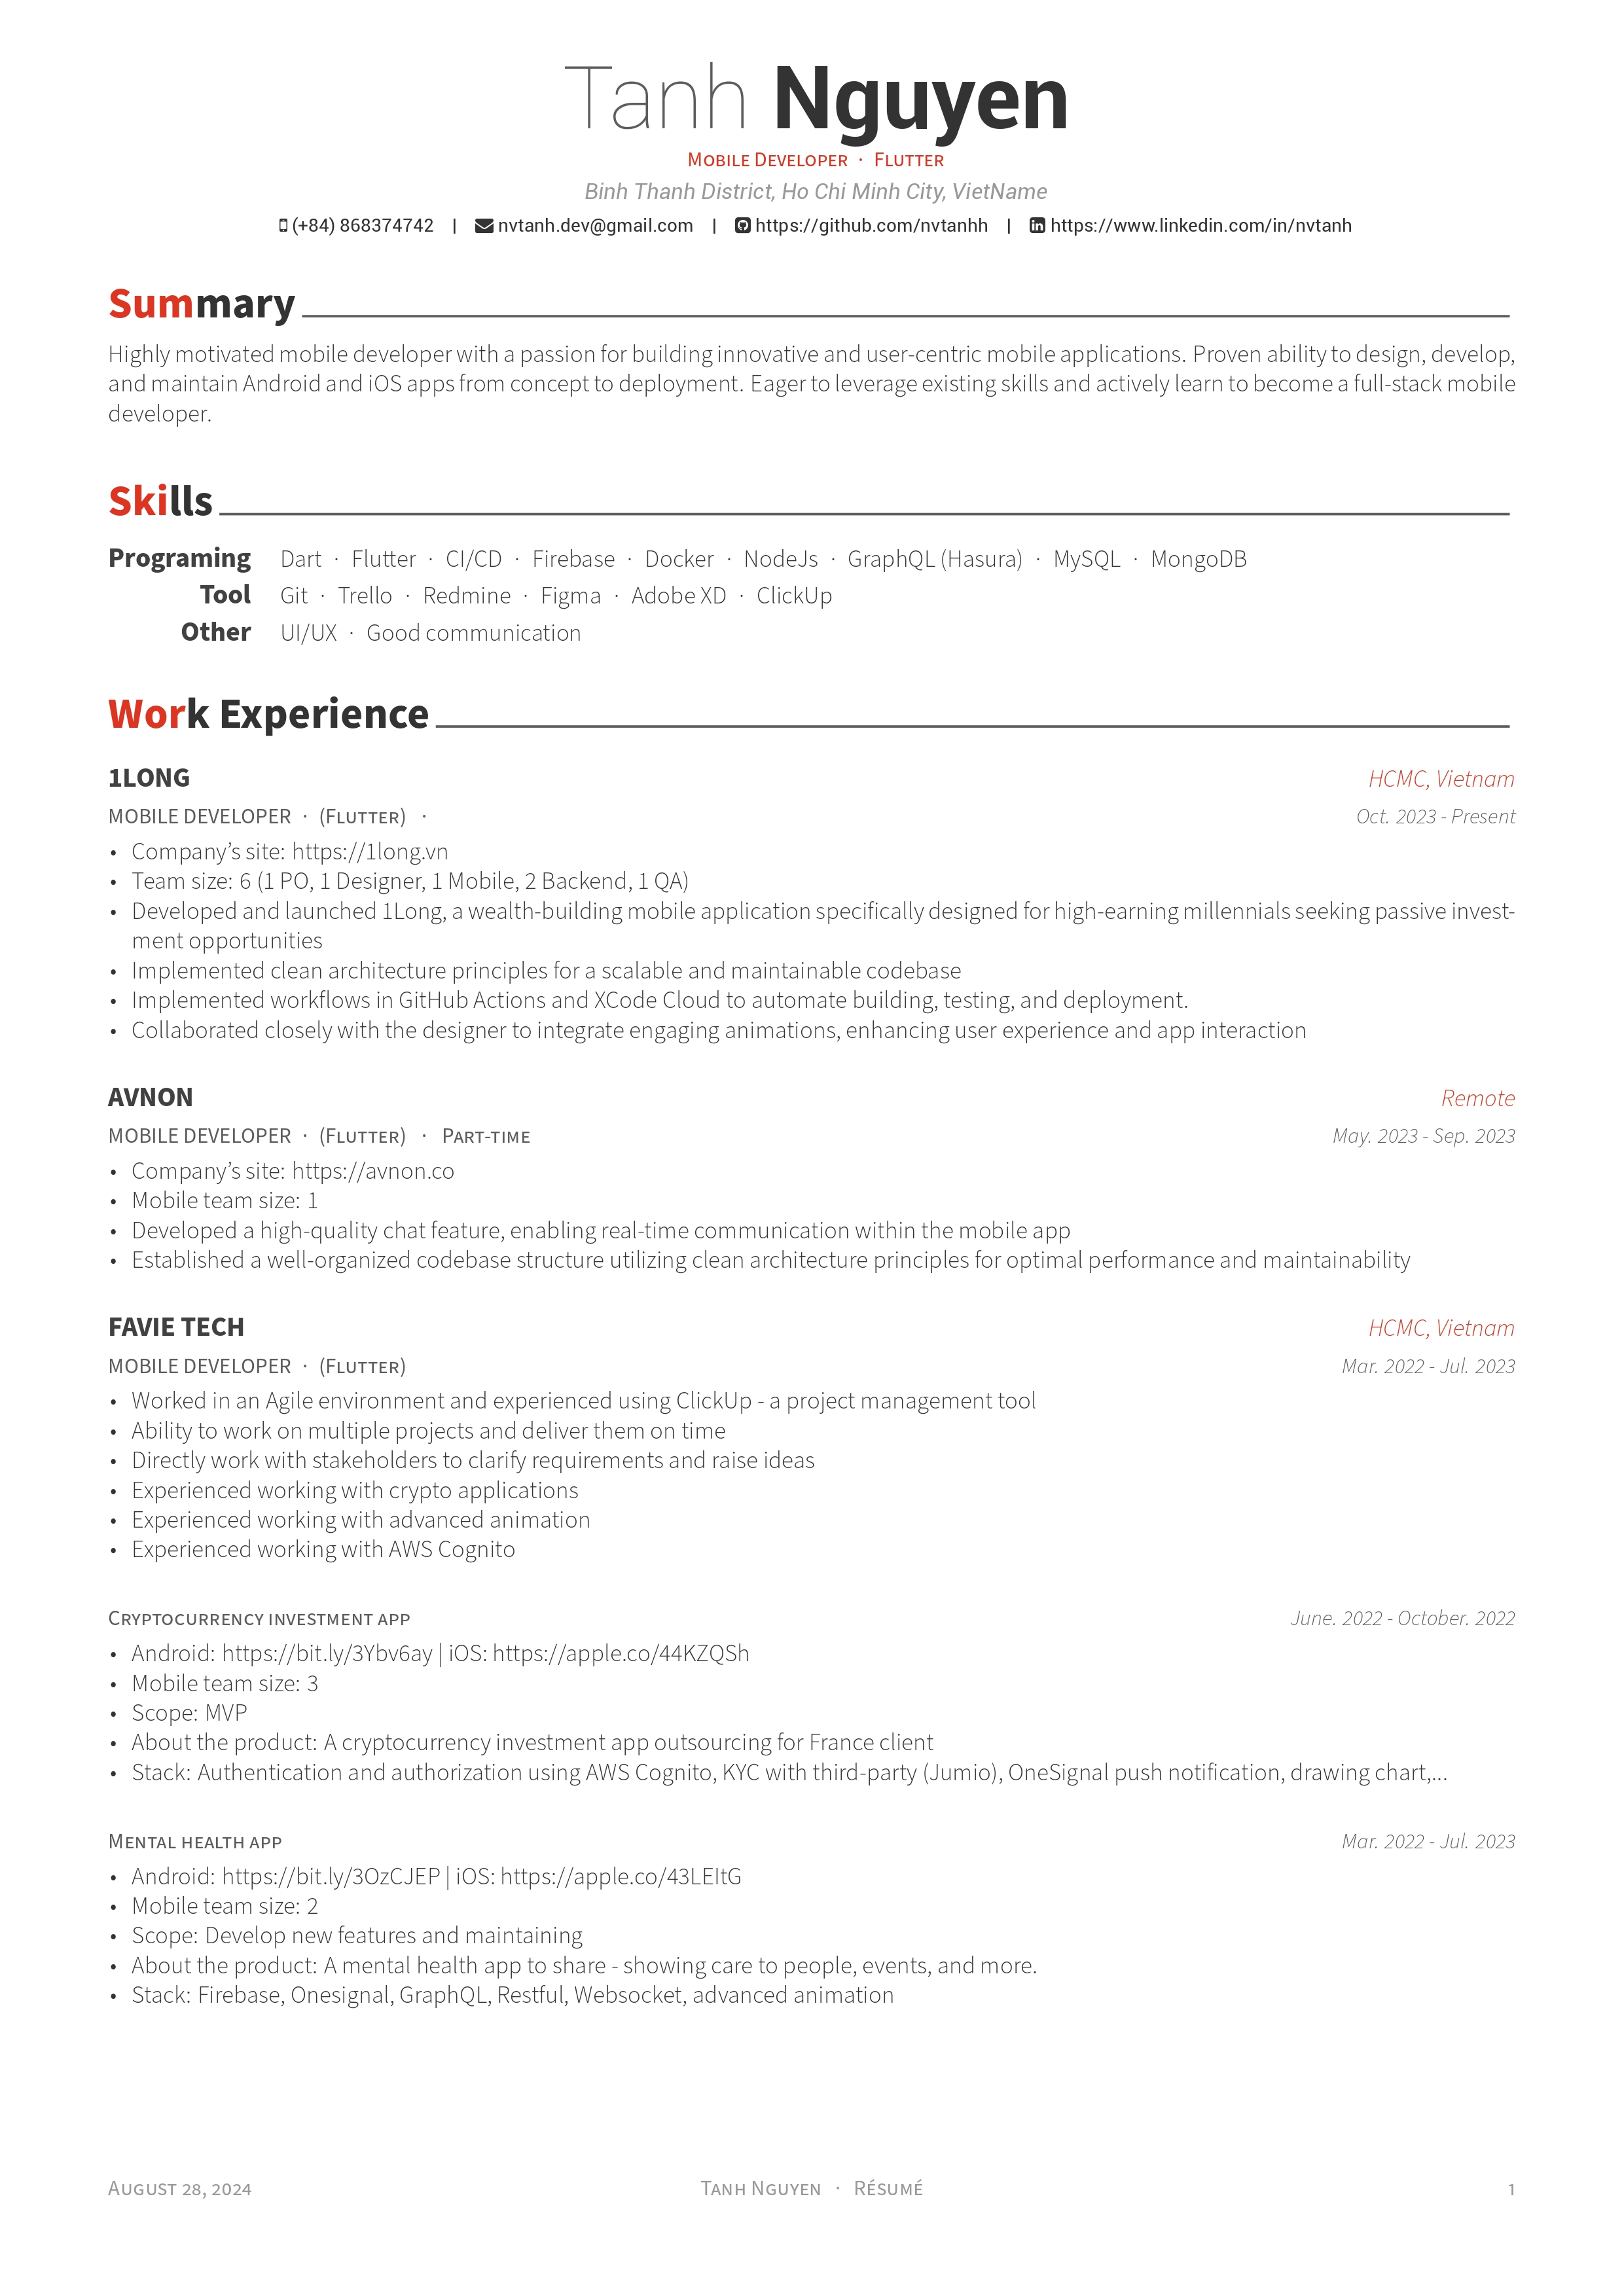 Tanh Nguyen
Mobile Developer · Flutter
Binh Thanh District, Ho Chi Minh City, VietName
(+84) 868374742 | nvtanh.dev@gmail.com | https://github.com/nvtanhh | https://www.linkedin.com/in/nvtanh
Summary
Highly motivated mobile developer with a passion for building innovative and user-centric mobile applications. Proven ability to design, develop,
and maintain Android and iOS apps from concept to deployment. Eager to leverage existing skills and actively learn to become a full-stack mobile
developer.
Skills
Programing Dart · Flutter · CI/CD · Firebase · Docker · NodeJs · GraphQL (Hasura) · MySQL · MongoDB
Tool Git · Trello · Redmine · Figma · Adobe XD · ClickUp
Other UI/UX · Good communication
Work Experience
1LONG HCMC, Vietnam
MOBILE DEVELOPER · (Flutter) · Oct. 2023 - Present
• Company’s site: https://1long.vn
• Team size: 6 (1 PO, 1 Designer, 1 Mobile, 2 Backend, 1 QA)
• Developed and launched 1Long, a wealth-building mobile application specifically designed for high-earning millennials seeking passive invest-
ment opportunities
• Implemented clean architecture principles for a scalable and maintainable codebase
• Implemented workflows in GitHub Actions and XCode Cloud to automate building, testing, and deployment.
• Collaborated closely with the designer to integrate engaging animations, enhancing user experience and app interaction
AVNON Remote
MOBILE DEVELOPER · (Flutter) · Part-time May. 2023 - Sep. 2023
• Company’s site: https://avnon.co
• Mobile team size: 1
• Developed a high-quality chat feature, enabling real-time communication within the mobile app
• Established a well-organized codebase structure utilizing clean architecture principles for optimal performance and maintainability
FAVIE TECH HCMC, Vietnam
MOBILE DEVELOPER · (Flutter) Mar. 2022 - Jul. 2023
• Worked in an Agile environment and experienced using ClickUp - a project management tool
• Ability to work on multiple projects and deliver them on time
• Directly work with stakeholders to clarify requirements and raise ideas
• Experienced working with crypto applications
• Experienced working with advanced animation
• Experienced working with AWS Cognito
Cryptocurrency investment app June. 2022 - October. 2022
• Android: https://bit.ly/3Ybv6ay | iOS: https://apple.co/44KZQSh
• Mobile team size: 3
• Scope: MVP
• About the product: A cryptocurrency investment app outsourcing for France client
• Stack: Authentication and authorization using AWS Cognito, KYC with third-party (Jumio), OneSignal push notification, drawing chart,...
Mental health app Mar. 2022 - Jul. 2023
• Android: https://bit.ly/3OzCJEP | iOS: https://apple.co/43LEItG
• Mobile team size: 2
• Scope: Develop new features and maintaining
• About the product: A mental health app to share - showing care to people, events, and more.
• Stack: Firebase, Onesignal, GraphQL, Restful, Websocket, advanced animation
August 28, 2024 Tanh Nguyen · Résumé 1